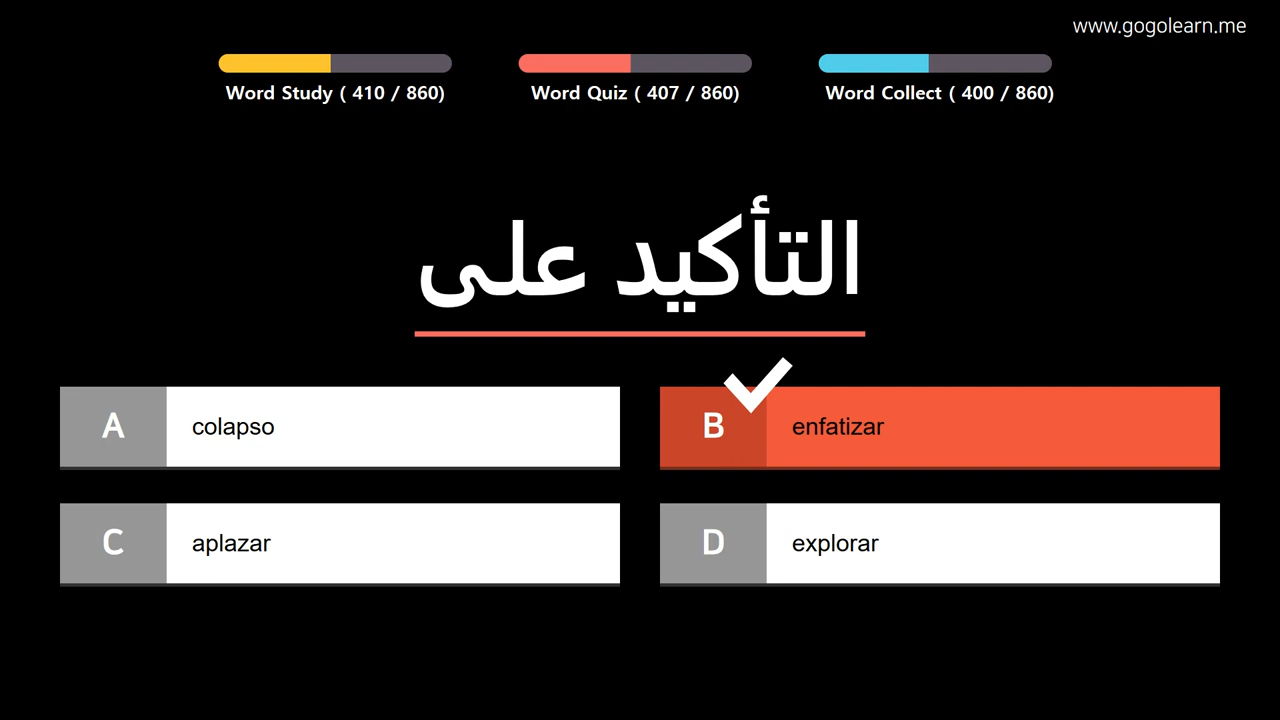 www.gogolearn.me
Word Study ( 410 / 860)
Word Quiz ( 407 / 860)
Word Collect ( 400 / 860)
التأكيد على
A
colapso
B
enfatizar
C
aplazar
D
explorar